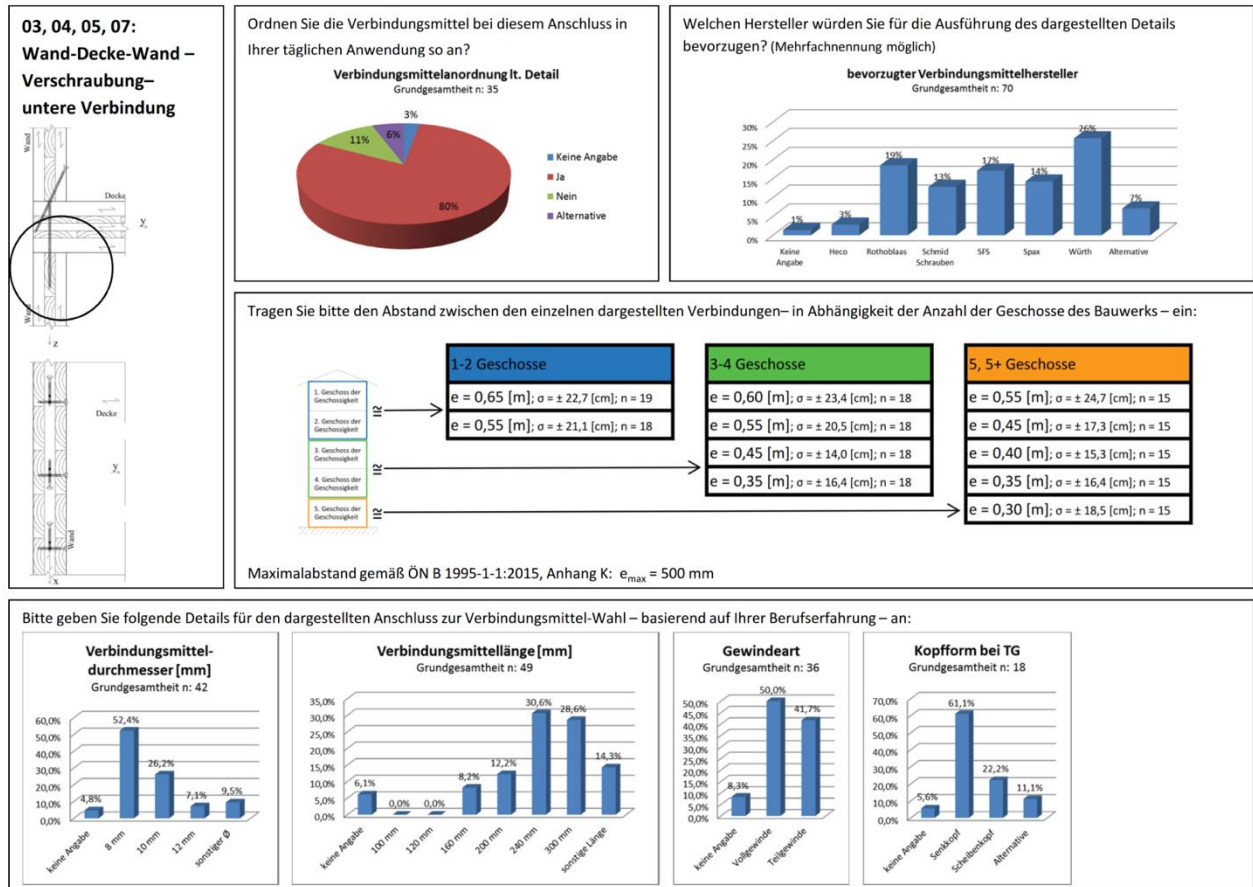 03, 04, 05, 07:
Wand-Decke-Wand –
Verschraubung–
untere Verbindung
Wand
Decke
y
Wand
z
Decke
y
Wand
x
Ordnen Sie die Verbindungsmittel bei diesem Anschluss in
Ihrer täglichen Anwendung so an?
Verbindungsmittelanordnung lt. Detail
Grundgesamtheit n: 35
3%
6%
11%
80%
Keine Angabe
Ja
Nein
Alternative
Welchen Hersteller würden Sie für die Ausführung des dargestellten Details
bevorzugen? (Mehrfachnennung möglich)
bevorzugter Verbindungsmittelhersteller
Grundgesamtheit n: 70
30%
25%
20%
15%
10%
5%
0%
1%
3%
19%
13%
17%
14%
26%
7%
Keine
Angabe
Heco
Rothoblaas
Schmid
Schrauben
SFS
Spax
Würth
Alternative
Tragen Sie bitte den Abstand zwischen den einzelnen dargestellten Verbindungen– in Abhängigkeit der Anzahl der Geschosse des Bauwerks – ein:
1. Geschoss der
Geschossigkeit
2. Geschoss der
Geschossigkeit
3. Geschoss der
Geschossigkeit
4. Geschoss der
Geschossigkeit
5. Geschoss der
Geschossigkeit
1-2 Geschosse
e = 0,65 [m]; σ = ± 22,7 [cm]; n = 19
e = 0,55 [m]; σ = ± 21,1 [cm]; n = 18
3-4 Geschosse
e = 0,60 [m]; σ = ± 23,4 [cm]; n = 18
e = 0,55 [m]; σ = ± 20,5 [cm]; n = 18
e = 0,45 [m]; σ = ± 14,0 [cm]; n = 18
e = 0,35 [m]; σ = ± 16,4 [cm]; n = 18
5, 5+ Geschosse
e = 0,55 [m]; σ = ± 24,7 [cm]; n = 15
e = 0,45 [m]; σ = ± 17,3 [cm]; n = 15
e = 0,40 [m]; σ = ± 15,3 [cm]; n = 15
e = 0,35 [m]; σ = ± 16,4 [cm]; n = 15
e = 0,30 [m]; σ = ± 18,5 [cm]; n = 15
Maximalabstand gemäß ÖN B 1995-1-1:2015, Anhang K: emax = 500 mm
Bitte geben Sie folgende Details für den dargestellten Anschluss zur Verbindungsmittel-Wahl – basierend auf Ihrer Berufserfahrung – an:
Verbindungsmittel-
durchmesser [mm]
Grundgesamtheit n: 42
60,0%
50,0%
40,0%
30,0%
20,0%
10,0%
0,0%
4,8%
52,4%
26,2%
7,1%
9,5%
keine Angabe
8 mm
10 mm
12 mm
sonstiger Ø
Verbindungsmittellänge [mm]
Grundgesamtheit n: 49
35,0%
30,0%
25,0%
20,0%
15,0%
10,0%
5,0%
0,0%
6,1%
0,0%
0,0%
8,2%
12,2%
30,6%
28,6%
14,3%
keine Angabe
100 mm
120 mm
160 mm
200 mm
240 mm
300 mm
sonstige Länge
Gewindeart
Grundgesamtheit n: 36
50,0%
45,0%
40,0%
35,0%
30,0%
25,0%
20,0%
15,0%
10,0%
5,0%
0,0%
8,3%
50,0%
41,7%
keine Angabe
Vollgewinde
Teilgewinde
Kopfform bei TG
Grundgesamtheit n: 18
70,0%
60,0%
50,0%
40,0%
30,0%
20,0%
10,0%
0,0%
5,6%
61,1%
22,2%
11,1%
keine Angabe
Senkkopf
Scheibenkopf
Alternative